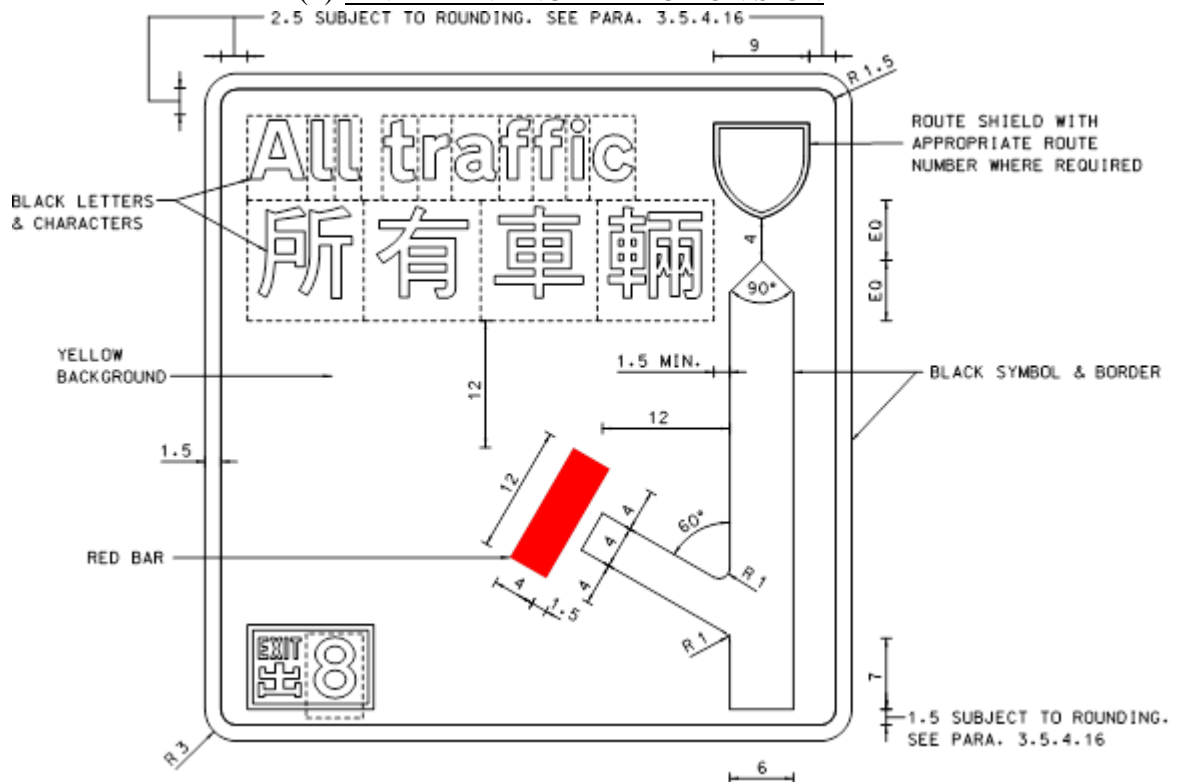 2.5 SUBJECT TO ROUNDING. SEE PARA. 3.5.4.16
9
R 1.5
ROUTE SHIELD WITH
APPROPRIATE ROUTE
NUMBER WHERE REQUIRED
All traffic
所有車輛
BLACK LETTERS
& CHARACTERS
4
EQ
EQ
90°
YELLOW
BACKGROUND
1.5 MIN.
BLACK SYMBOL & BORDER
12
12
1.5
12
4
4
4
60°
RED BAR
R 1
4
1.5
R 1
EXIT
出
8
7
1.5 SUBJECT TO ROUNDING.
SEE PARA. 3.5.4.16
R 3
6